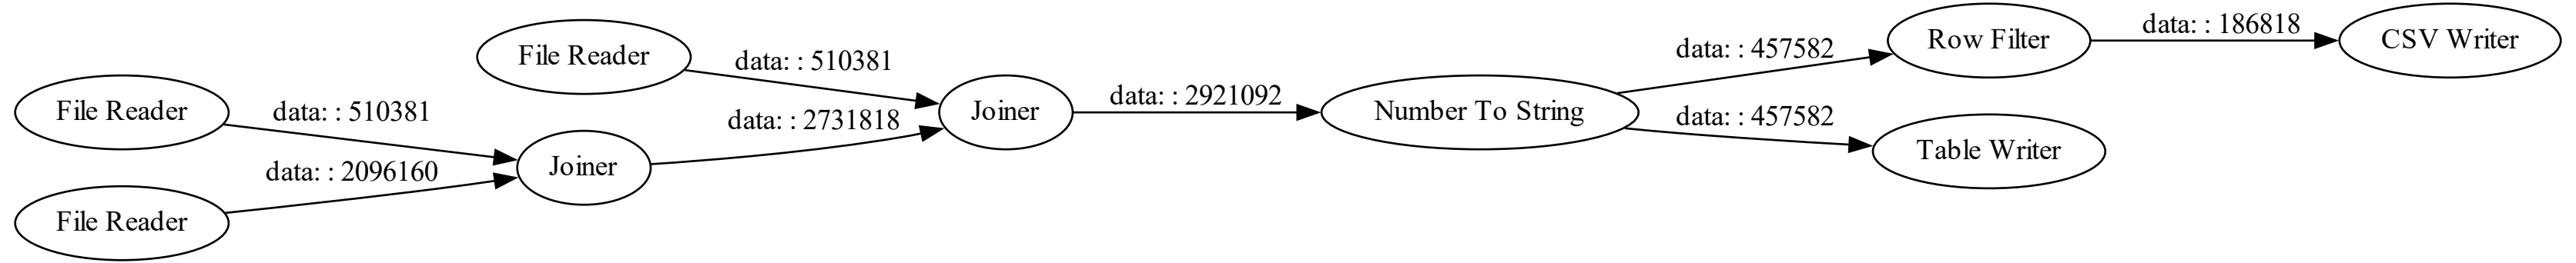 File Reader
data: : 510381
File Reader
data: : 2096160
Joiner
File Reader
data: : 510381
data: : 2731818
Joiner
data: : 2921092
Number To String
data: : 457582
Row Filter
data: : 186818
CSV Writer
data: : 457582
Table Writer